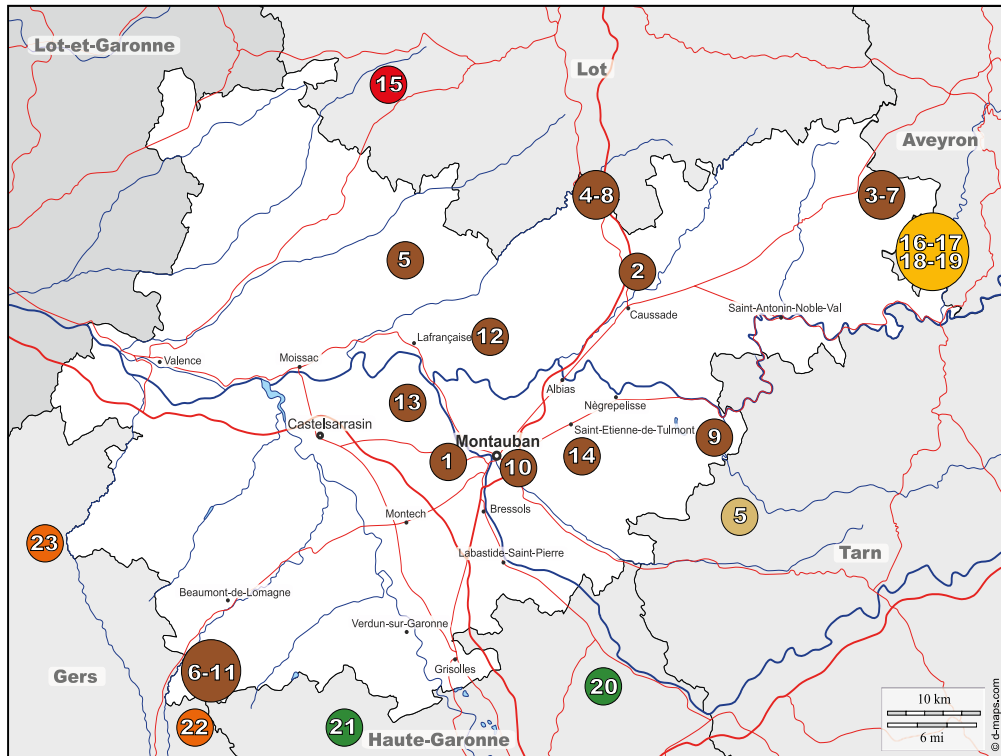 Lot-et-Garonne
Lot
15
Aveyron
4-8
3-7
16-17
18-19
5
2
Saint-Antonin-Noble-Val
Caussade
12
Lafrançaise
Valence
Moissac
Albias
Nègrepelisse
13
Castelsarrasin
Saint-Etienne-de-Tulmont
9
Montauban
1
10
14
Bressols
5
Montech
23
Labastide-Saint-Pierre
Tarn
Beaumont-de-Lomagne
Verdun-sur-Garonne
Grisolles
6-11
Gers
20
22
21
Haute-Garonne
10 km
6 mi
© d-maps.com